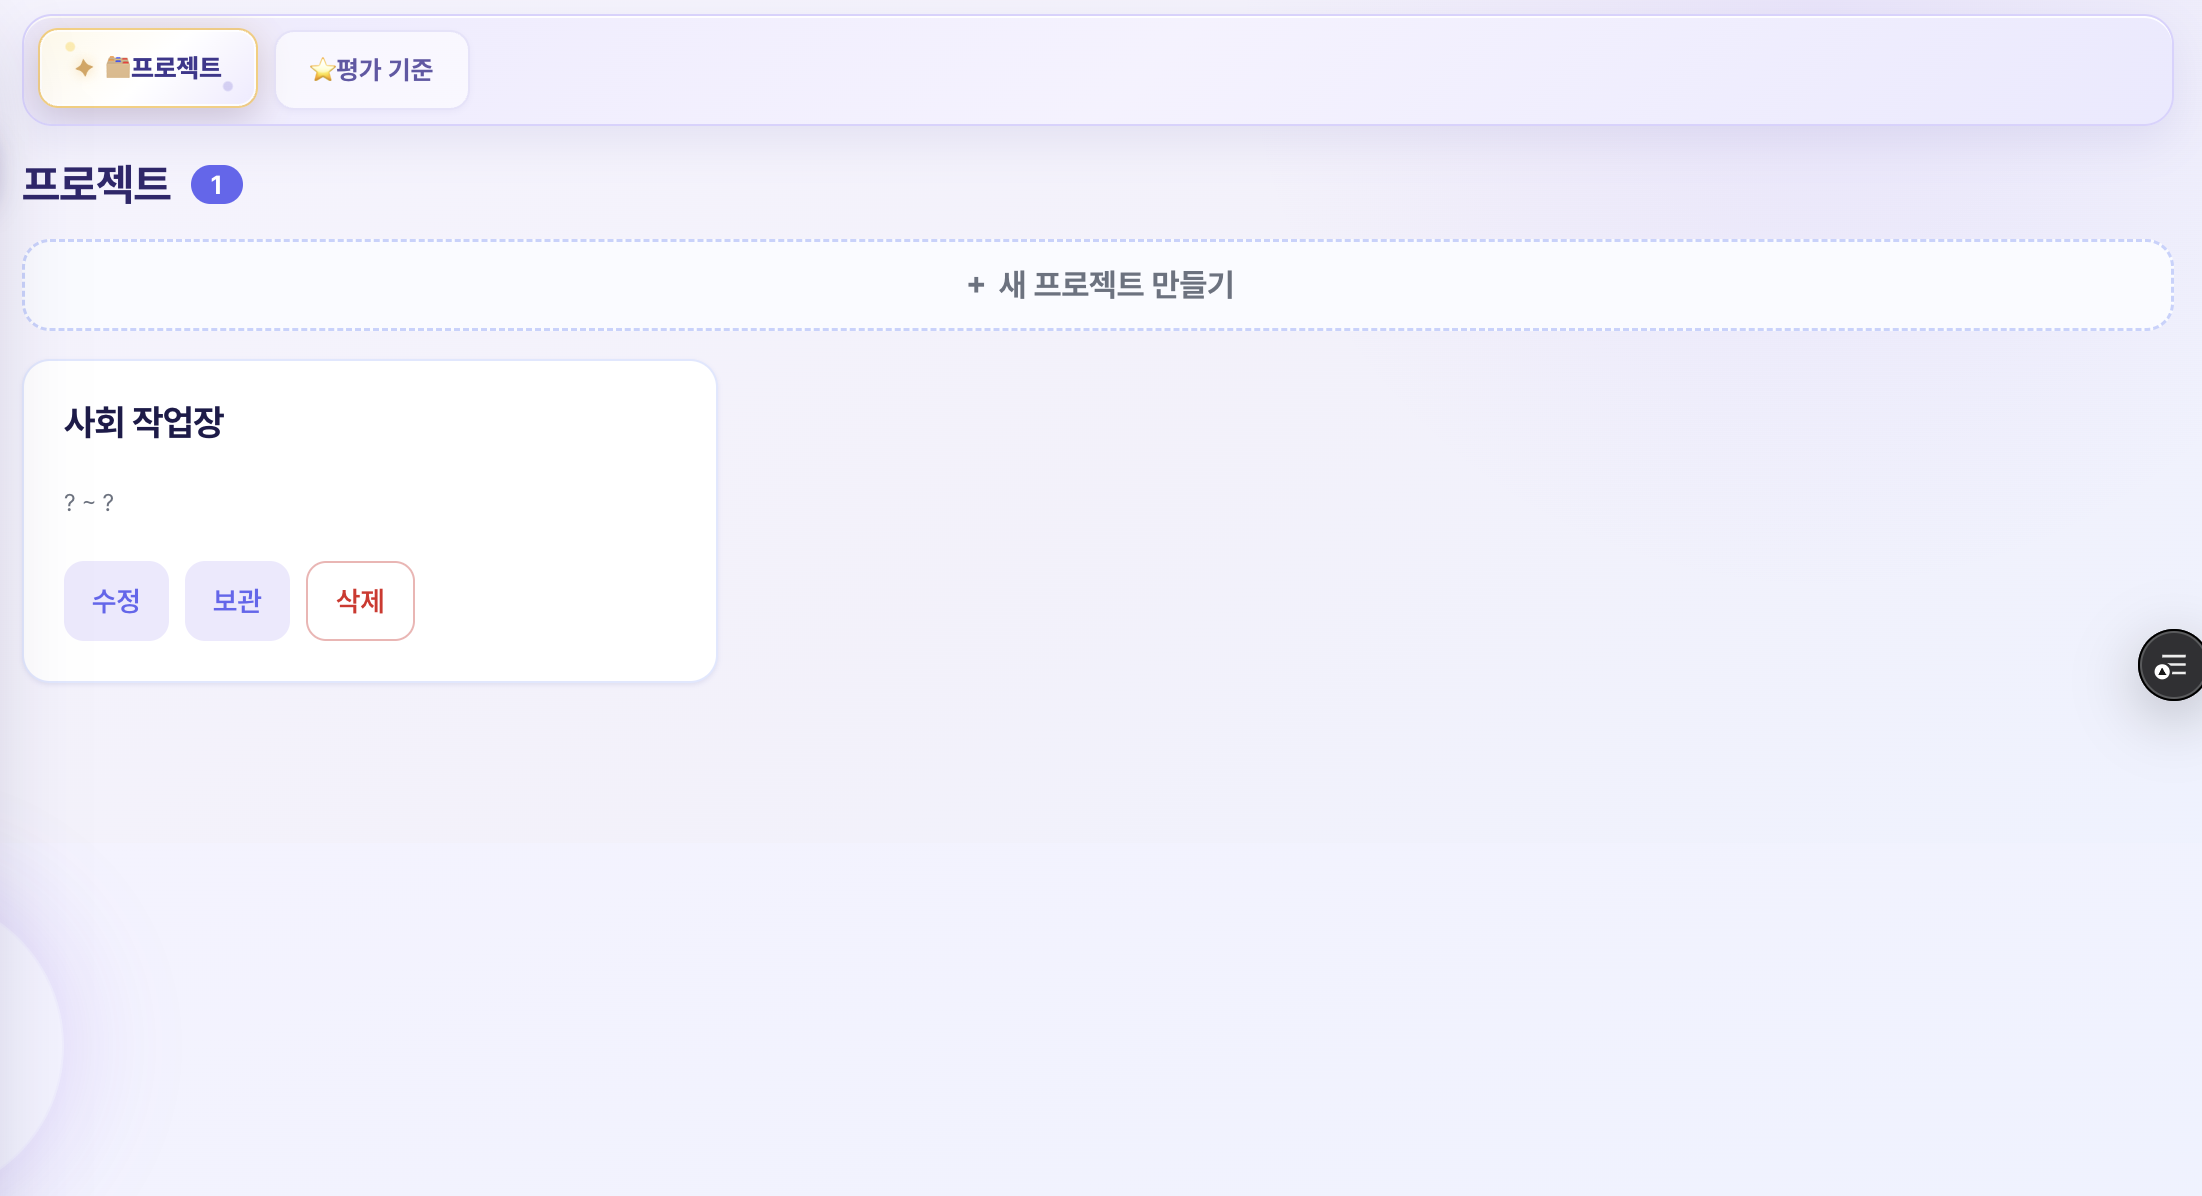 프로젝트
평가 기준
프로젝트 1
+ 새 프로젝트 만들기
사회 작업장
? ~ ?
수정 보관 삭제